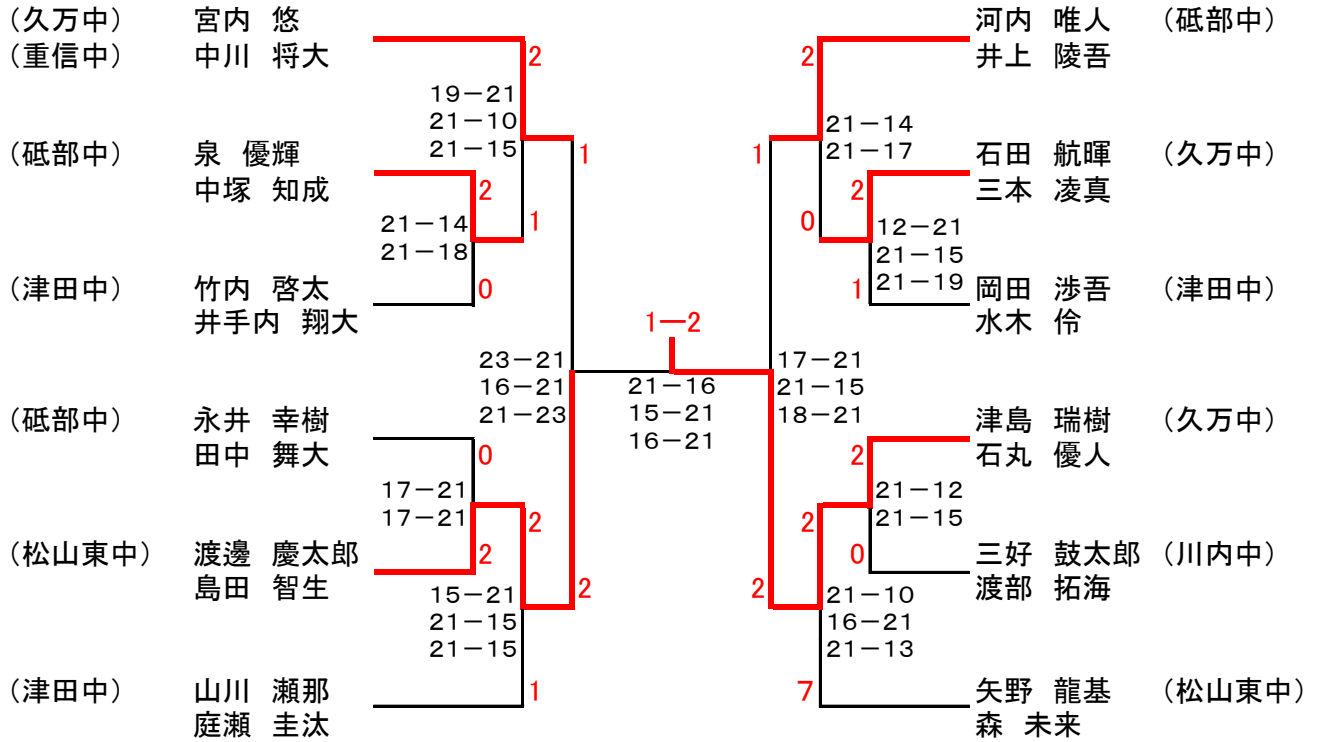 （久万中） 宮内 悠
（重信中） 中川 将大
2
19－21
21－10
21－15
1
（砥部中） 泉 優輝
中塚 知成
2
21－14
21－18
1
（津田中） 竹内 啓太
井手内 翔大
0
23－21
16－21
21－23
（砥部中） 永井 幸樹
田中 舞大
0
17－21
17－21
2
（松山東中） 渡邊 慶太郎
島田 智生
2
15－21
21－15
21－15
2
（津田中） 山川 瀬那
庭瀬 圭汰
1
1―2
21－16
15－21
16－21
河内 唯人 （砥部中）
井上 陵吾
2
21－14
21－17
1
石田 航暉 （久万中）
三本 凌真
2
0
12－21
21－15
21－19
岡田 渉吾 （津田中）
水木 伶
1
17－21
21－15
18－21
津島 瑞樹 （久万中）
石丸 優人
2
21－12
21－15
2
三好 鼓太郎 （川内中）
渡部 拓海
0
21－10
16－21
21－13
2
矢野 龍基 （松山東中）
森 未来
7